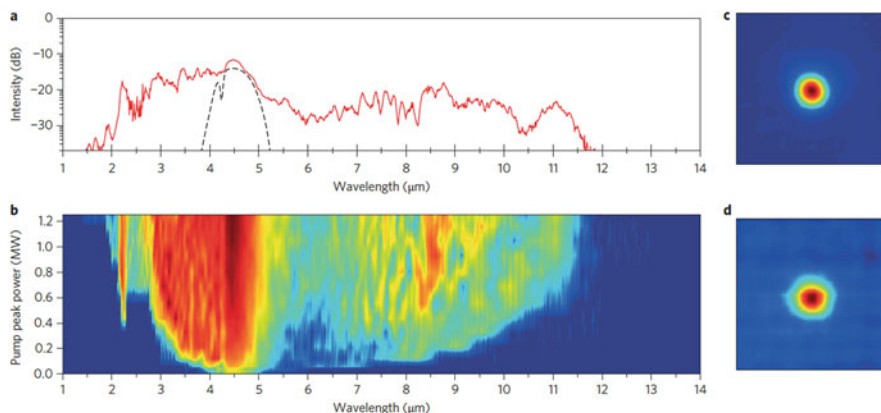 a
0
−10
−20
−30
Intensity (dB)
1 2 3 4 5 6 7 8 9 10 11 12 13 14
Wavelength (μm)
b
1.2
1.0
0.8
0.6
0.4
0.2
0.0
Pump peak power (MW)
1 2 3 4 5 6 7 8 9 10 11 12 13 14
Wavelength (μm)
c
d